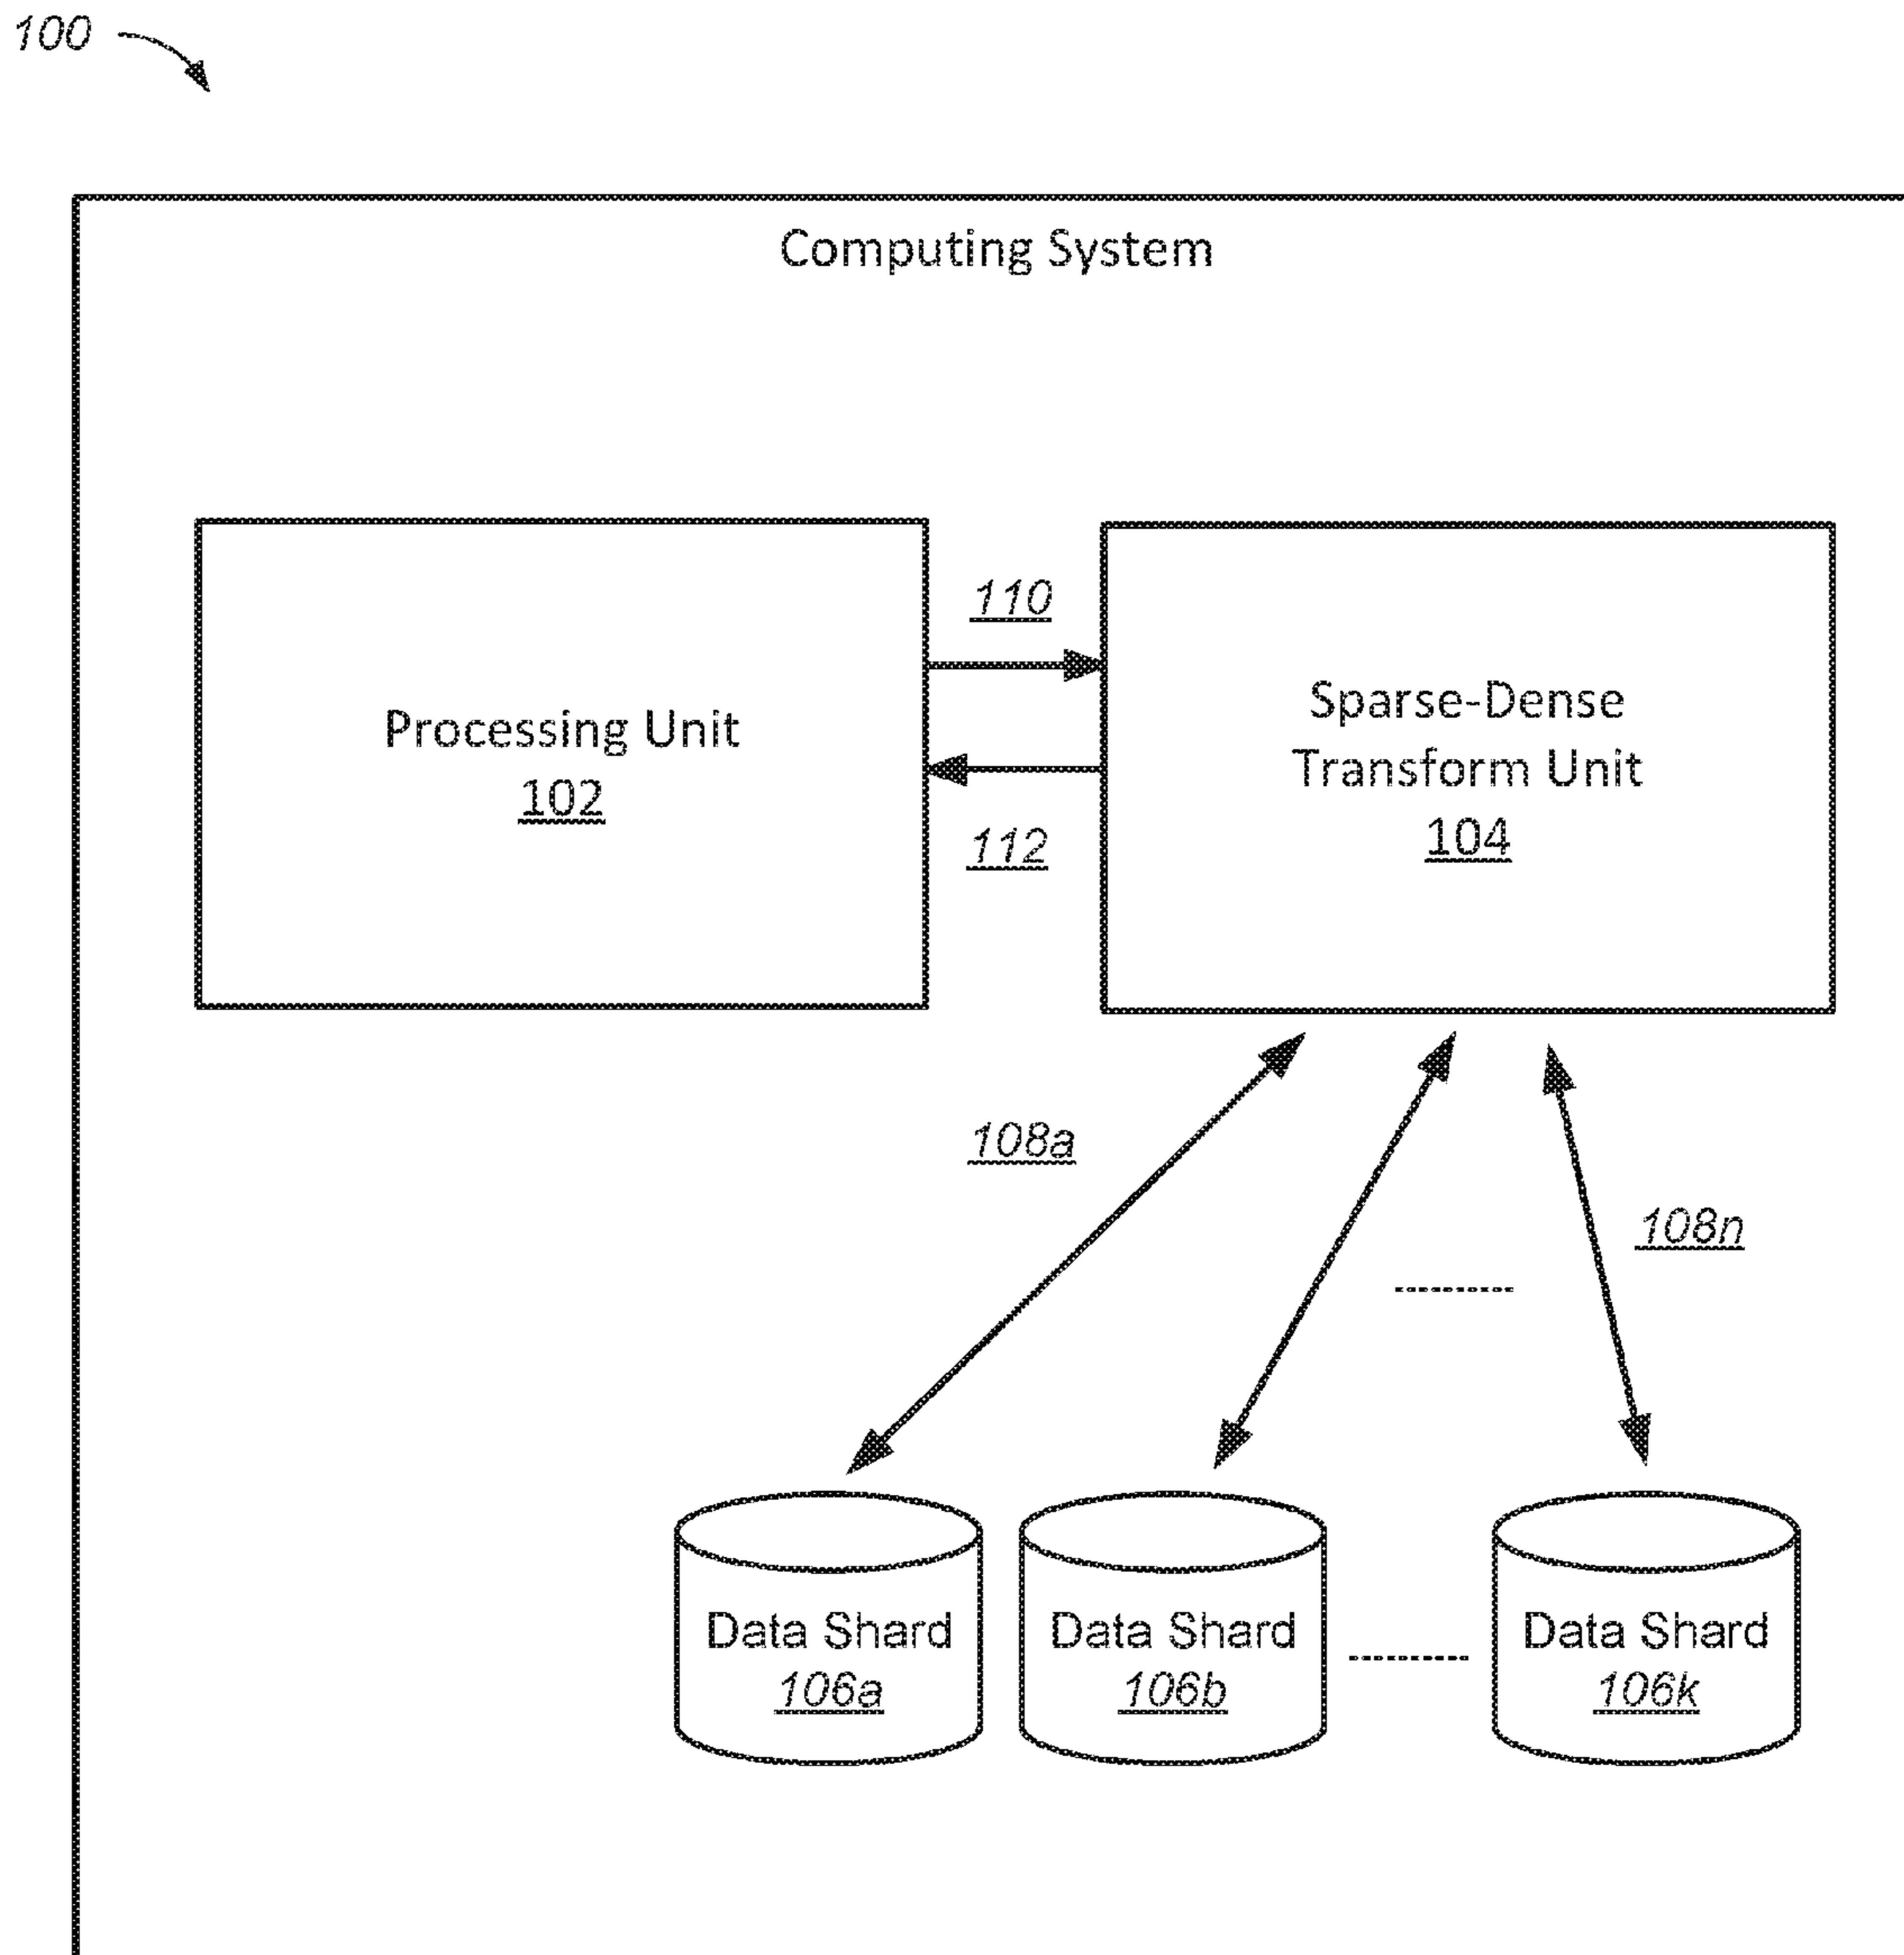 100
Computing System
110
Processing Unit
102
Sparse-Dense
Transform Unit
104
112
108a
108n
Data Shard
106a
Data Shard
106b
Data Shard
106k